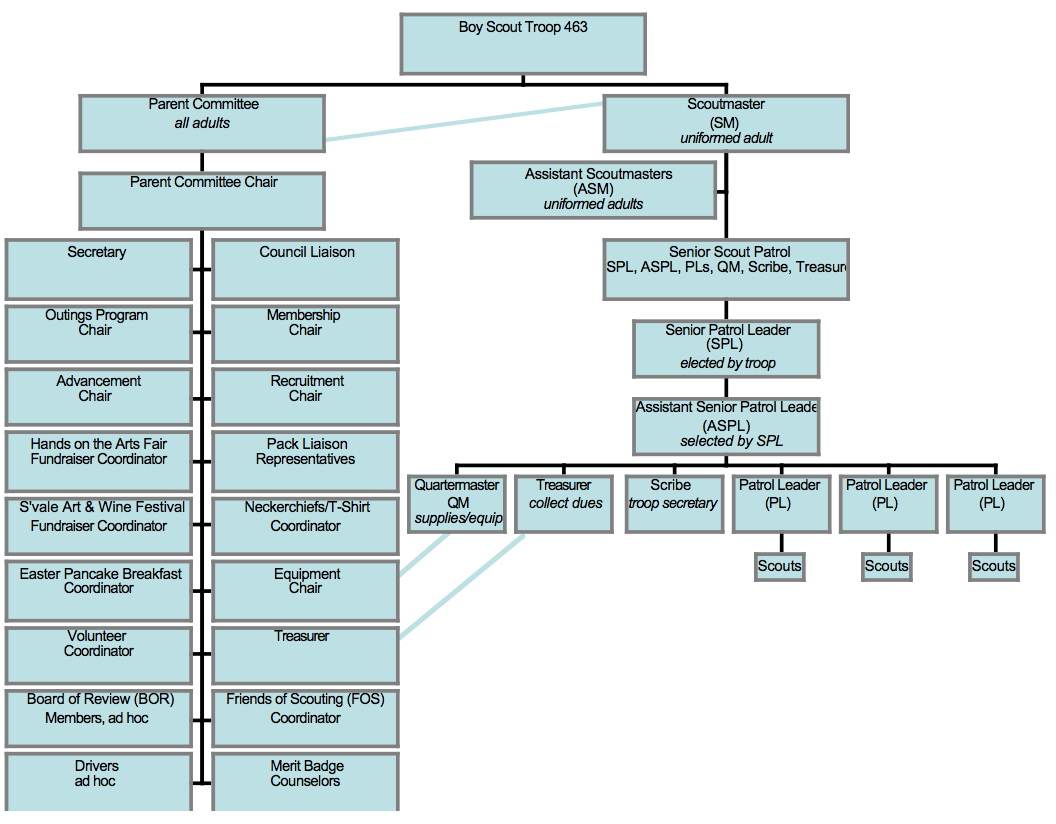 Boy Scout Troop 463
Parent Committee
all adults
Scoutmaster
(SM)
uniformed adult
Parent Committee Chair
Assistant Scoutmasters
(ASM)
uniformed adults
Secretary
Council Liaison
Senior Scout Patrol
SPL, ASPL, PLs, QM, Scribe, Treasur
Outings Program
Chair
Membership
Chair
Senior Patrol Leader
(SPL)
elected by troop
Advancement
Chair
Recruitment
Chair
Assistant Senior Patrol Leade
(ASPL)
selected by SPL
Hands on the Arts Fair
Fundraiser Coordinator
Pack Liaison
Representatives
Quartermaster
QM
supplies/equip
Treasurer
collect dues
Scribe
troop secretary
Patrol Leader
(PL)
Patrol Leader
(PL)
Patrol Leader
(PL)
S'vale Art & Wine Festival
Fundraiser Coordinator
Neckerchiefs/T-Shirt
Coordinator
Scouts
Scouts
Scouts
Easter Pancake Breakfast
Coordinator
Equipment
Chair
Volunteer
Coordinator
Treasurer
Board of Review (BOR)
Members, ad hoc
Friends of Scouting (FOS)
Coordinator
Drivers
ad hoc
Merit Badge
Counselors